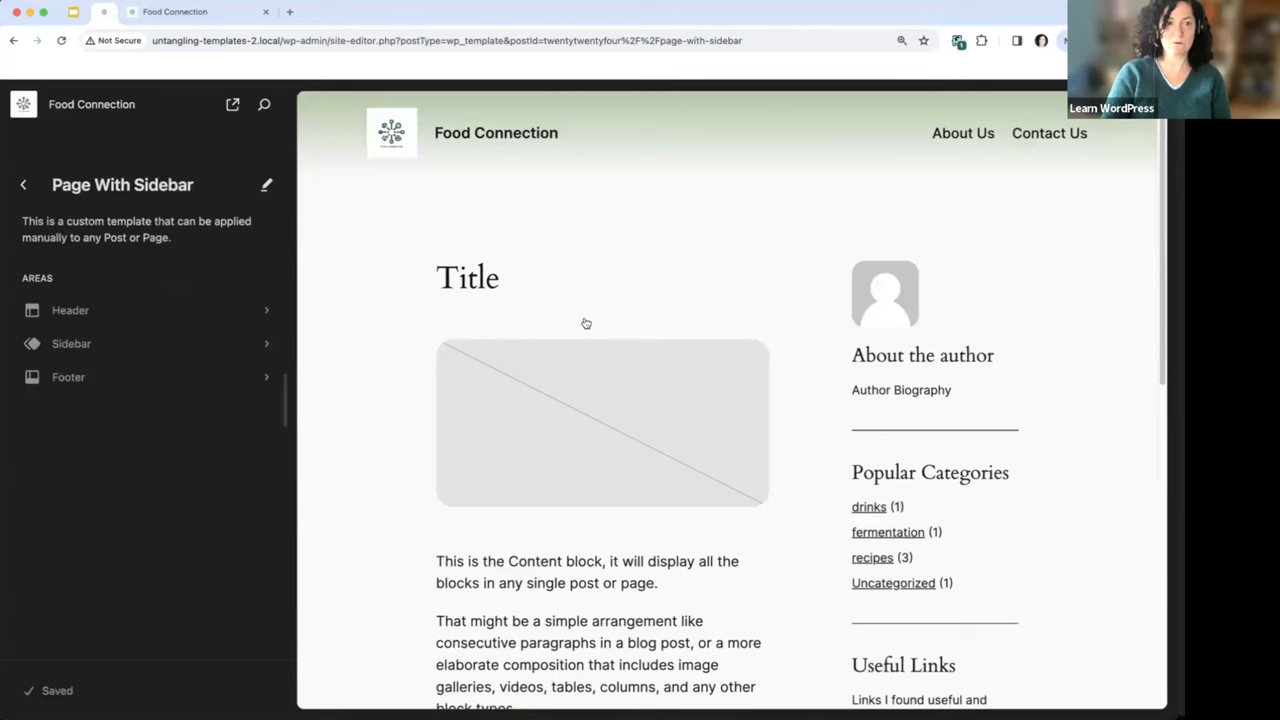 Food Connection
Not Secure
untangling-templates-2.local/wp-admin/site-editor.php?postType=wp_template&postId=twentytwentyfour%2F%2Fpage-with-sidebar
Learn WordPress
Food Connection
Page With Sidebar
This is a custom template that can be applied
manually to any Post or Page.
AREAS
Header
Sidebar
Footer
Saved
Food Connection
About Us
Contact Us
Title
This is the Content block, it will display all the
blocks in any single post or page.
That might be a simple arrangement like
consecutive paragraphs in a blog post, or a more
elaborate composition that includes image
galleries, videos, tables, columns, and any other
block types.
About the author
Author Biography
Popular Categories
drinks (1)
fermentation (1)
recipes (3)
Uncategorized (1)
Useful Links
Links I found useful and